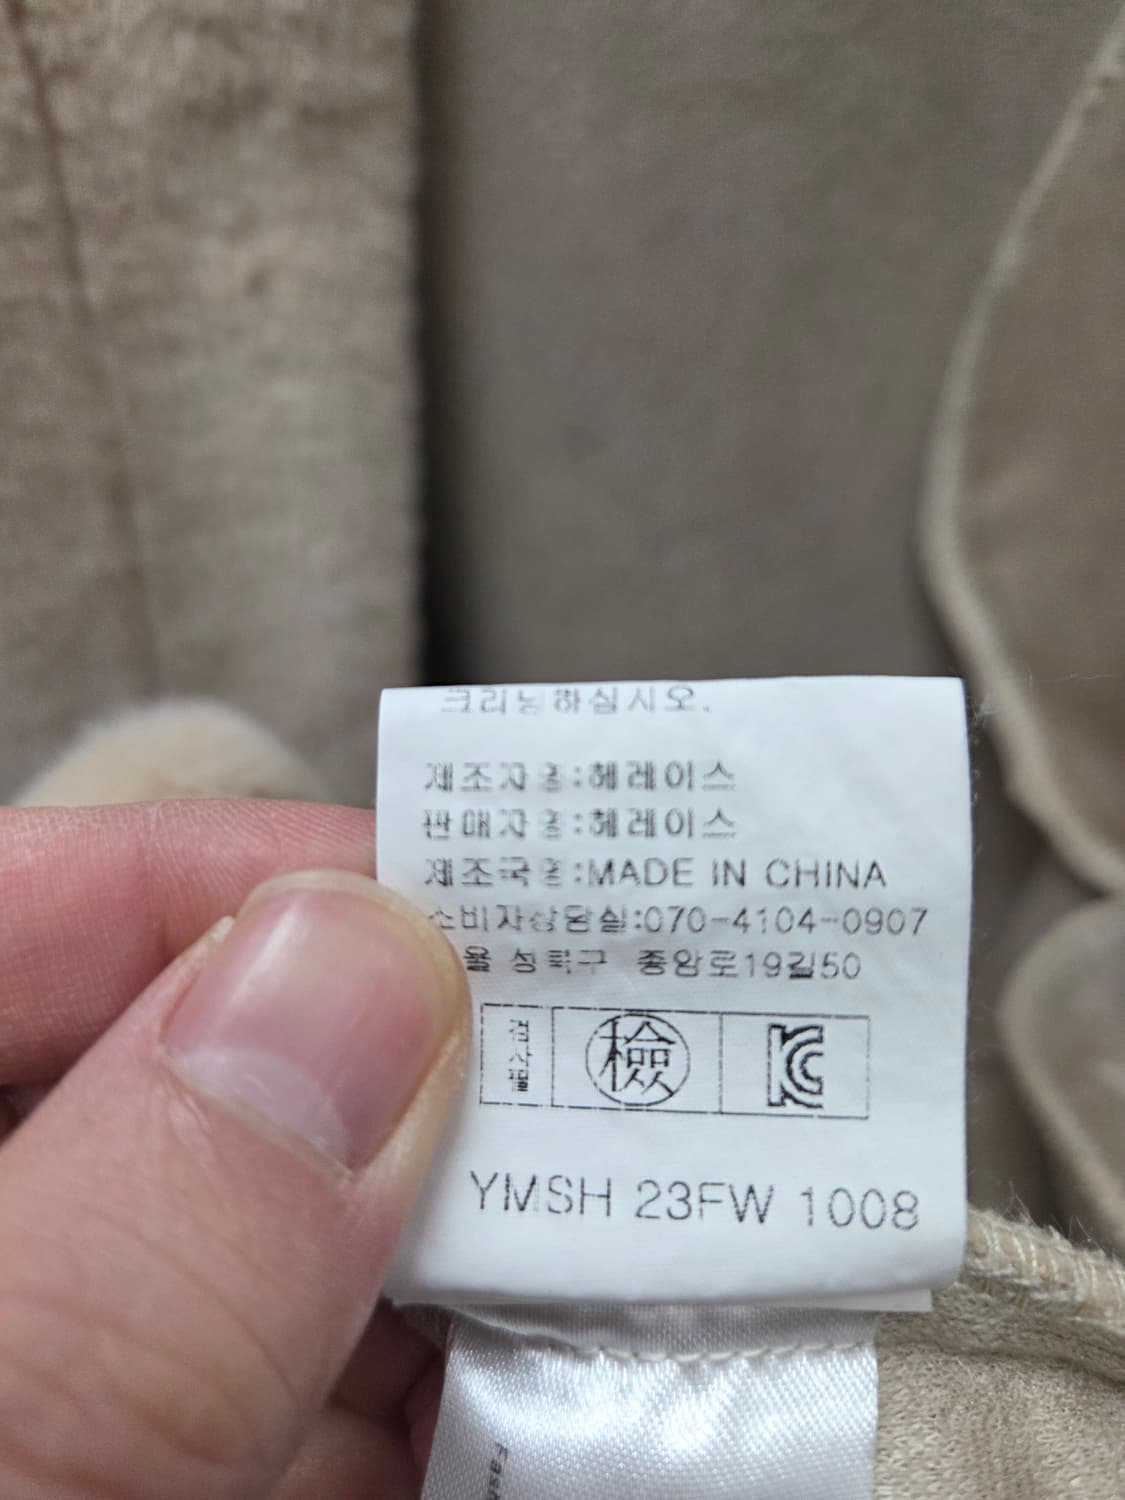 크리닝하십시오.
제조자명:헤레이스
판매자명:헤레이스
제조국명:MADE IN CHINA
소비자상담실:070-4104-0907
울 성북구 종암로19길50
검사필 檢 KC
YMSH 23FW 1008
Fash